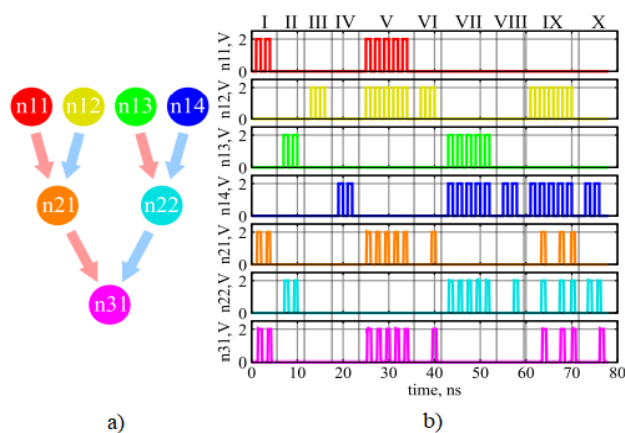 I II III IV V VI VII VIII IX X
n11 n12 n13 n14
n21 n22
n31
n11,V
2
0
n12,V
2
0
n13,V
2
0
n14,V
2
0
n21,V
2
0
n22,V
2
0
n31,V
2
0
0 10 20 30 40 50 60 70 80
time, ns
a) b)